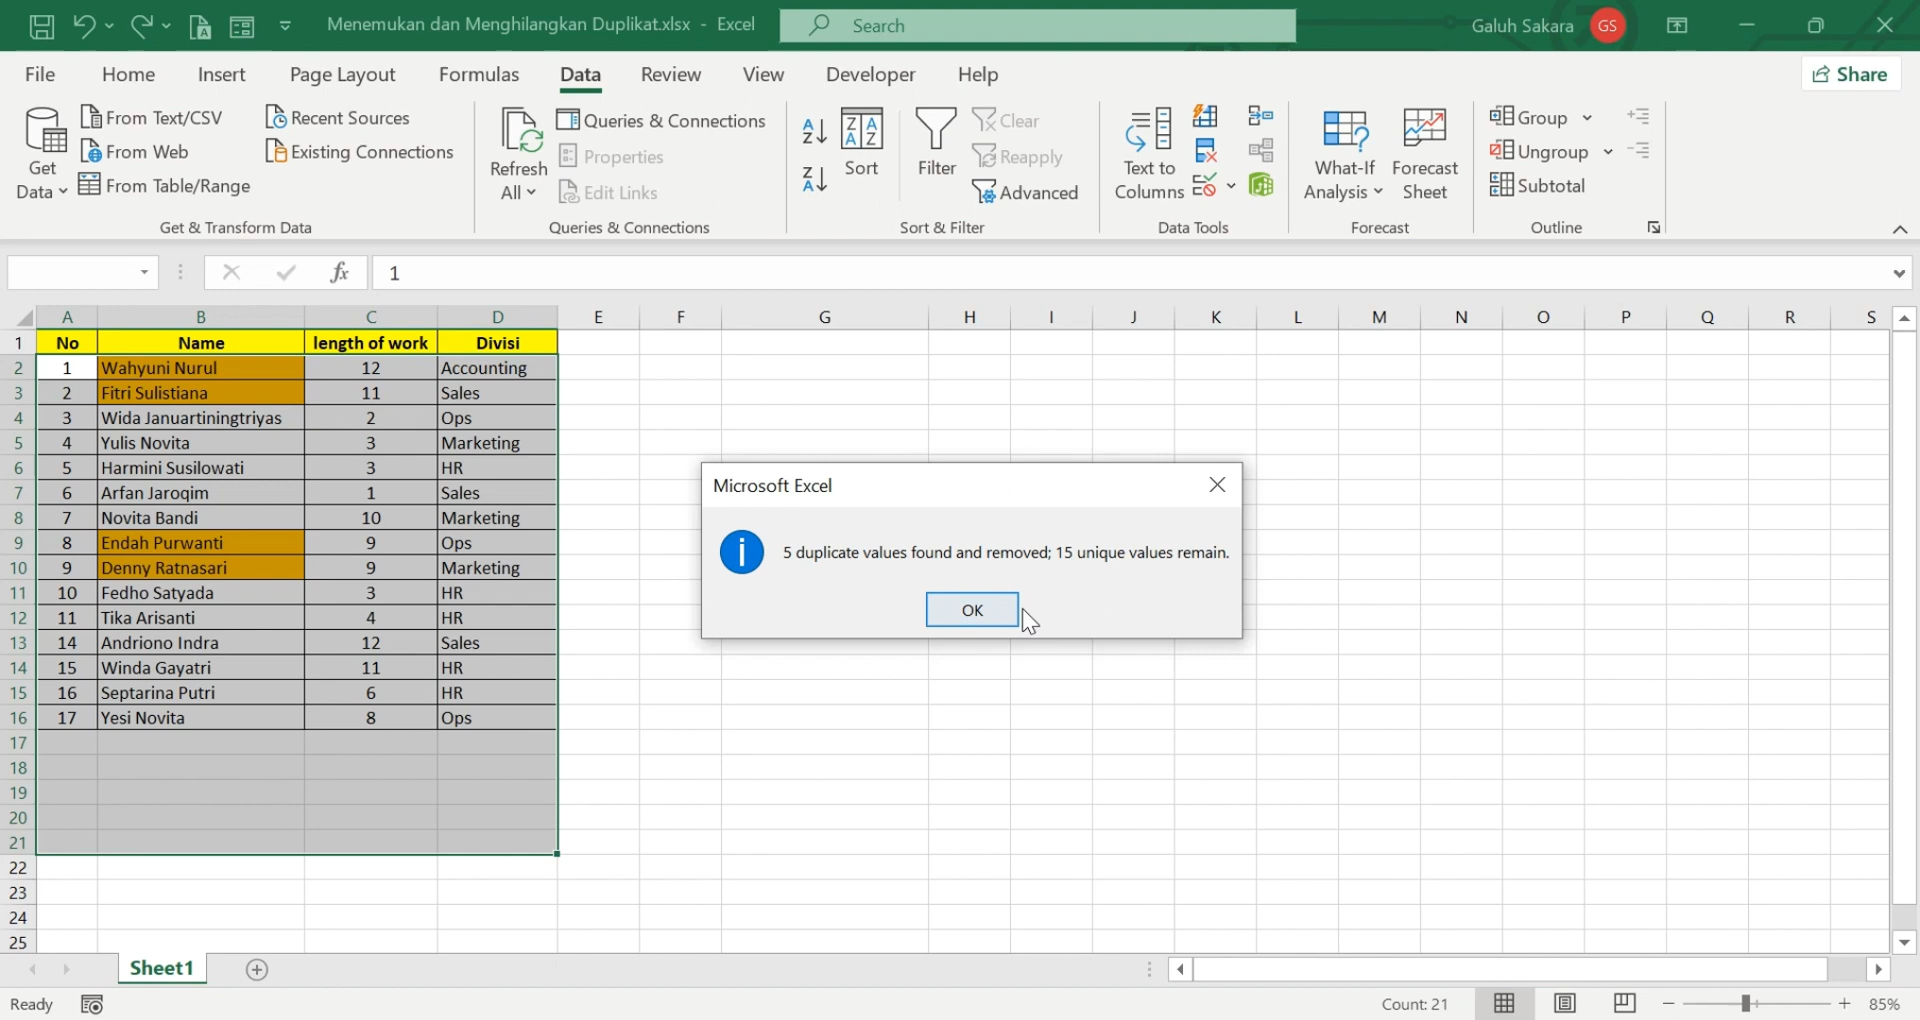 Menemukan dan Menghilangkan Duplikat.xlsx - Excel
Search
Galuh Sakara GS
File Home Insert Page Layout Formulas Data Review View Developer Help
Share
Get Data
From Text/CSV
From Web
From Table/Range
Recent Sources
Existing Connections
Get & Transform Data
Refresh All
Queries & Connections
Properties
Edit Links
Queries & Connections
Sort
Filter
Clear
Reapply
Advanced
Sort & Filter
Text to Columns
Data Tools
What-If Analysis
Forecast Sheet
Forecast
Group
Ungroup
Subtotal
Outline
fx 1
A B C D E F G H I J K L M N O P Q R S
1 No Name length of work Divisi
2 1 Wahyuni Nurul 12 Accounting
3 2 Fitri Sulistiana 11 Sales
4 3 Wida Januartiningtriyas 2 Ops
5 4 Yulis Novita 3 Marketing
6 5 Harmini Susilowati 3 HR
7 6 Arfan Jaroqim 1 Sales
8 7 Novita Bandi 10 Marketing
9 8 Endah Purwanti 9 Ops
10 9 Denny Ratnasari 9 Marketing
11 10 Fedho Satyada 3 HR
12 11 Tika Arisanti 4 HR
13 14 Andriono Indra 12 Sales
14 15 Winda Gayatri 11 HR
15 16 Septarina Putri 6 HR
16 17 Yesi Novita 8 Ops
17
18
19
20
21
22
23
24
25
Microsoft Excel
5 duplicate values found and removed; 15 unique values remain.
OK
Sheet1
Ready
Count: 21
85%